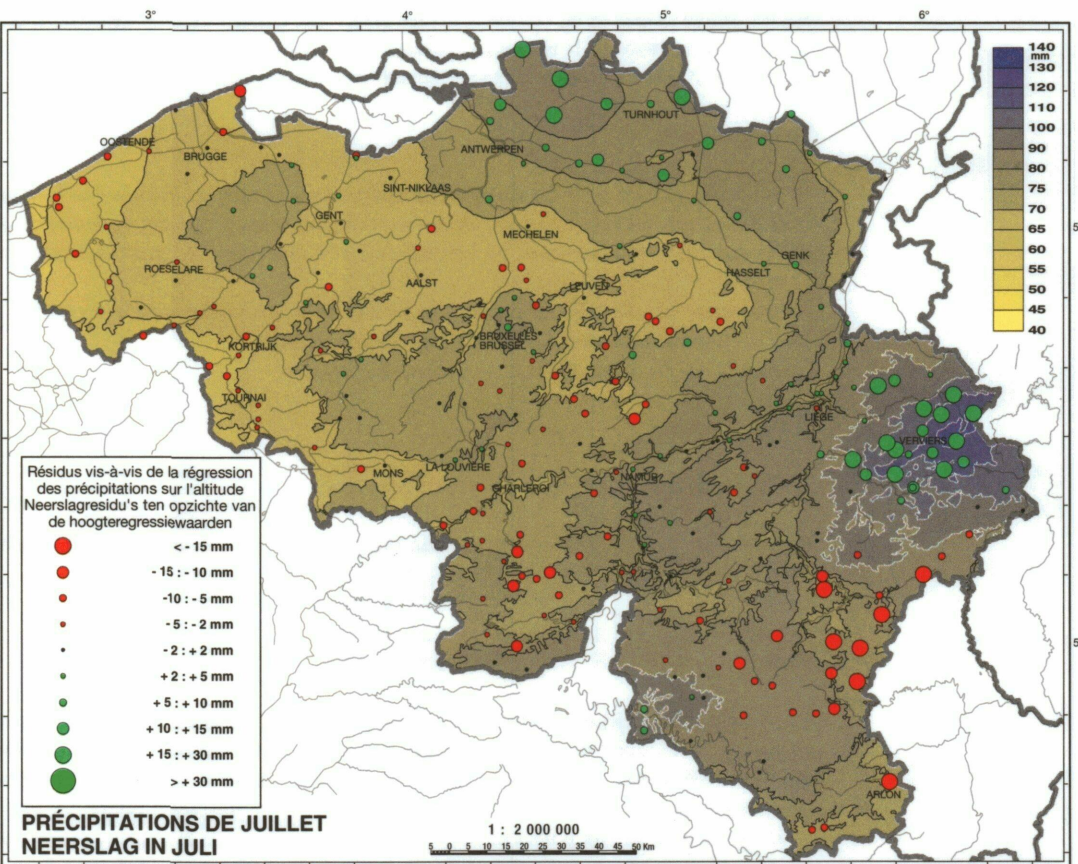 3° 4° 5° 6°
140
mm
130
120
110
100
90
80
75
70
65
60
55
50
45
40
OOSTENDE
BRUGGE
ANTWERPEN
TURNHOUT
SINT-NIKLAAS
GENT
MECHELEN
ROESELARE
AALST
LEUVEN
HASSELT
GENK
BRUXELLES
BRUSSEL
KORTRIJK
TOURNAI
LIÈGE
VERVIERS
MONS
LA LOUVIÈRE
CHARLEROI
NAMUR
ARLON
5
5
Résidus vis-à-vis de la régression
des précipitations sur l'altitude
Neerslagresidu's ten opzichte van
de hoogteregressiewaarden
< - 15 mm
- 15 : - 10 mm
-10 : - 5 mm
- 5 : - 2 mm
- 2 : + 2 mm
+ 2 : + 5 mm
+ 5 : + 10 mm
+ 10 : + 15 mm
+ 15 : + 30 mm
> + 30 mm
PRÉCIPITATIONS DE JUILLET
NEERSLAG IN JULI
1 : 2 000 000
5 0 5 10 15 20 25 30 35 40 45 50 Km